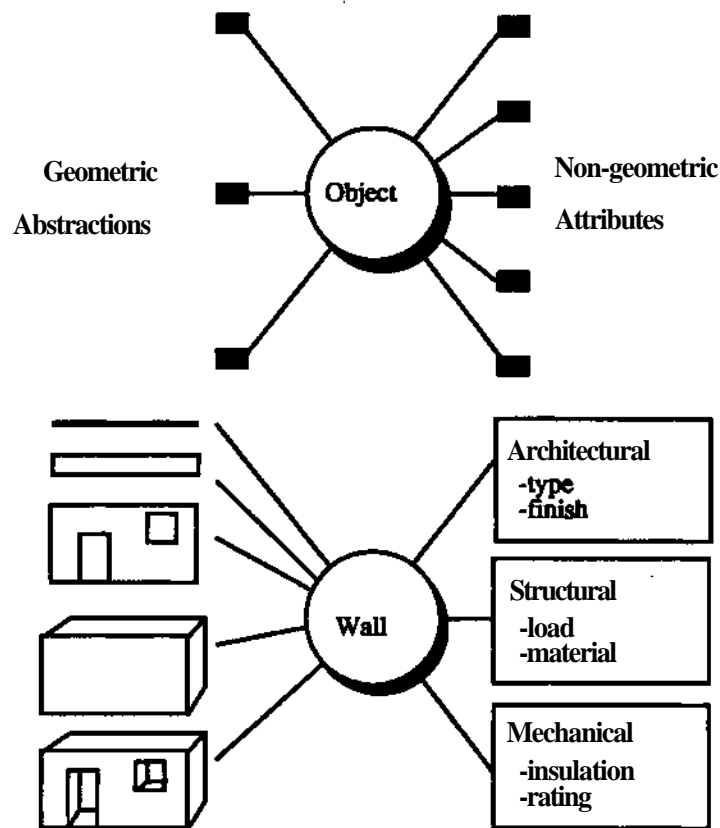 Geometric
Abstractions
Object
Non-geometric
Attributes
Wall
Architectural
-type
-finish
Structural
-load
-material
Mechanical
-insulation
-rating